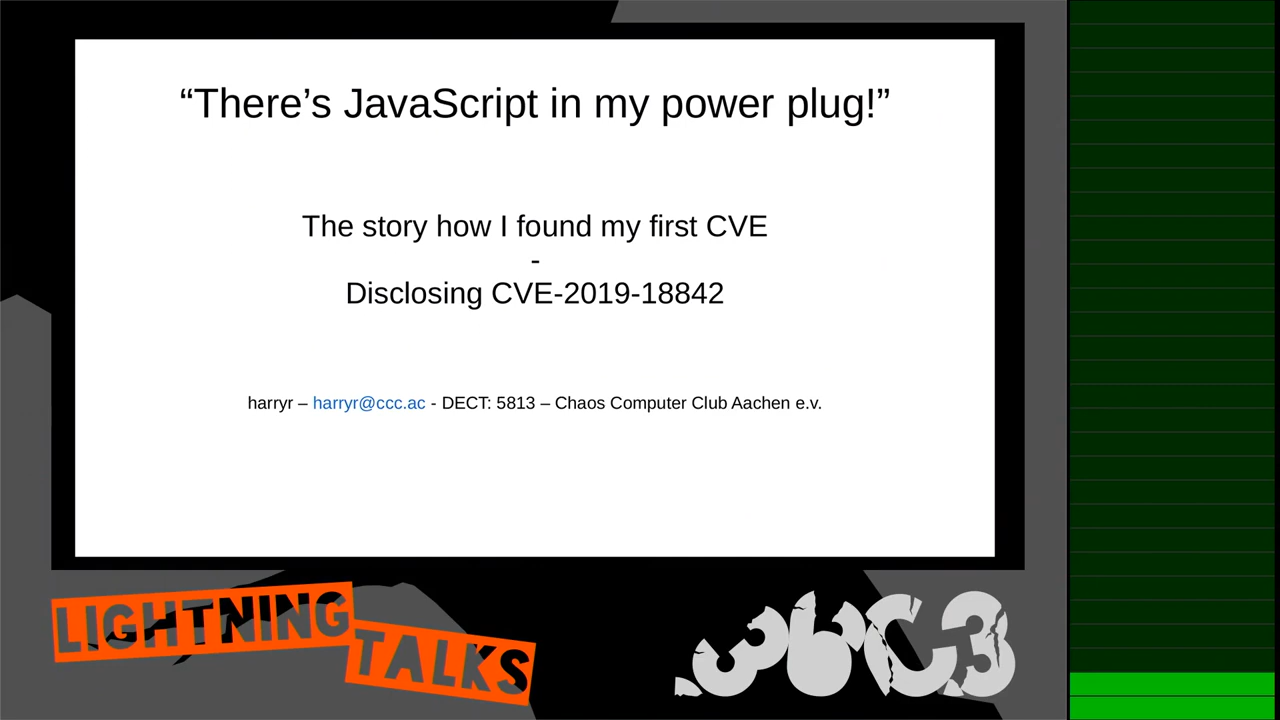 “There’s JavaScript in my power plug!”
The story how I found my first CVE
-
Disclosing CVE-2019-18842
harryr – harryr@ccc.ac - DECT: 5813 – Chaos Computer Club Aachen e.v.
LIGHTNING
TALKS
36C3